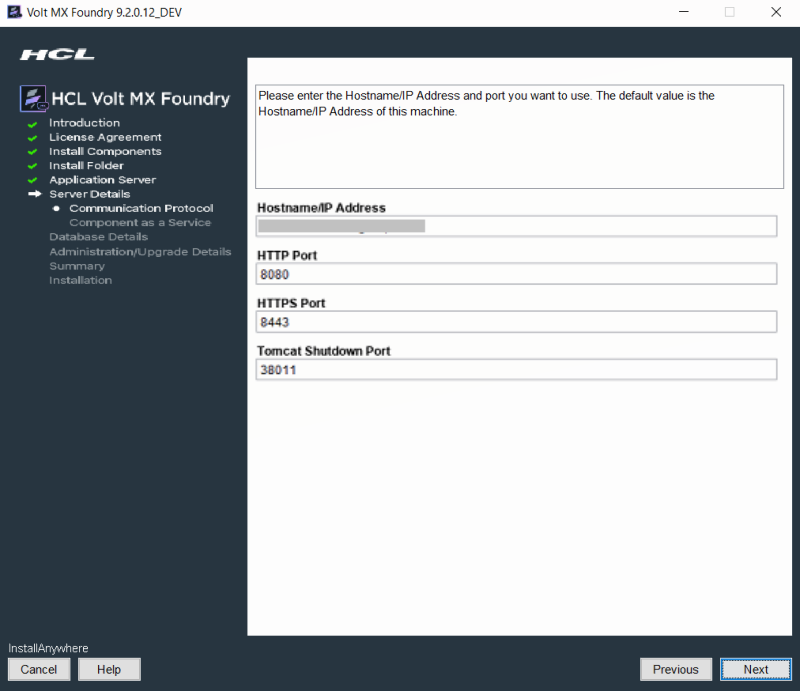 Volt MX Foundry 9.2.0.12_DEV
HCL
HCL Volt MX Foundry
Introduction
License Agreement
Install Components
Install Folder
Application Server
Server Details
Communication Protocol
Component as a Service
Database Details
Administration/Upgrade Details
Summary
Installation
Please enter the Hostname/IP Address and port you want to use. The default value is the
Hostname/IP Address of this machine.
Hostname/IP Address
HTTP Port
8080
HTTPS Port
8443
Tomcat Shutdown Port
38011
InstallAnywhere
Cancel
Help
Previous
Next